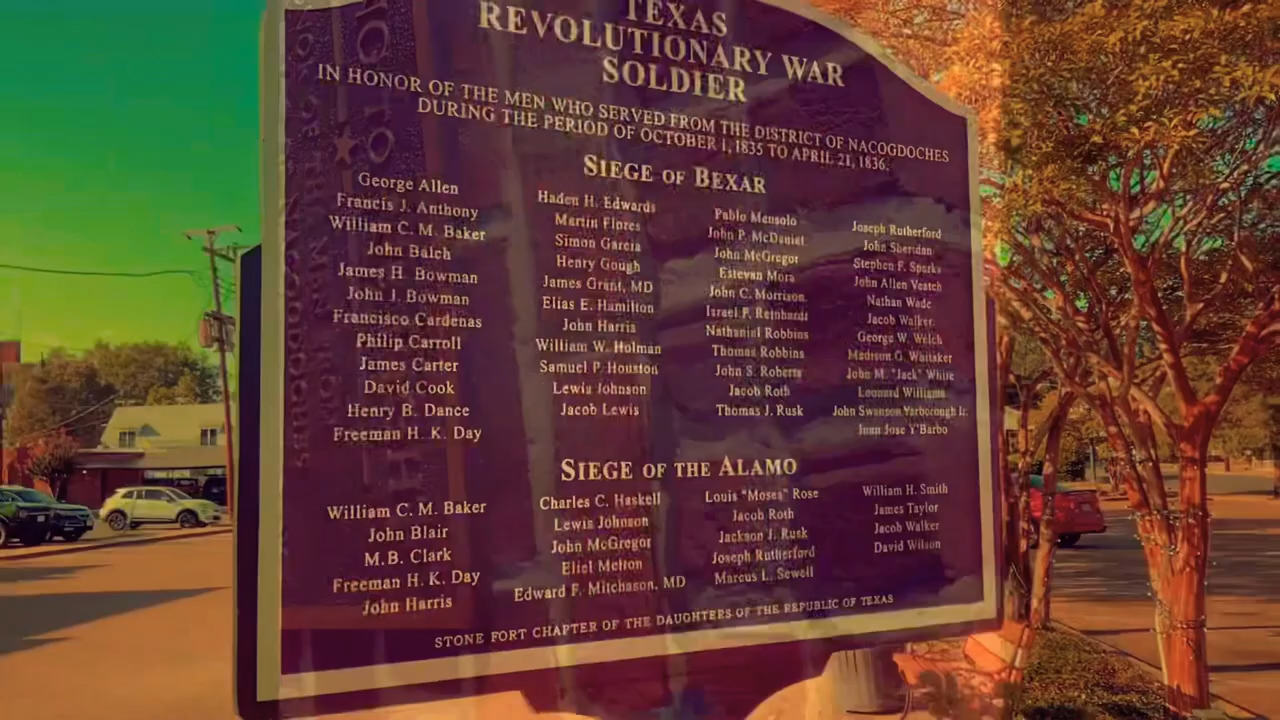 TEXAS
REVOLUTIONARY WAR
SOLDIER
IN HONOR OF THE MEN WHO SERVED FROM THE DISTRICT OF NACOGDOCHES
DURING THE PERIOD OF OCTOBER 1, 1835 TO APRIL 21, 1836.
SIEGE OF BEXAR
George Allen
Francis J. Anthony
William C. M. Baker
John Balch
James H. Bowman
John J. Bowman
Francisco Cardenas
Philip Carroll
James Carter
David Cook
Henry B. Dance
Freeman H. K. Day
Haden H. Edwards
Martin Flores
Simon Garcia
Henry Gough
James Grant, MD
Elias E. Hamilton
John Harris
William W. Holman
Samuel P. Houston
Lewis Johnson
Jacob Lewis
Pablo Mensolo
John P. McDaniel
John McGregor
Estevan Mora
John C. Morrison
Israel F. Reinhardt
Nathaniel Robbins
Thomas Robbins
John S. Roberts
Jacob Roth
Thomas J. Rusk
Joseph Rutherford
John Sheridan
Stephen F. Sparks
John Allen Veatch
Nathan Wade
Jacob Walker
George W. Welch
Madison G. Whitaker
John M. "Jack" White
Leonard Williams
John Swanson Yarborough Jr.
Juan Jose Y'Barbo
SIEGE OF THE ALAMO
William C. M. Baker
John Blair
M.B. Clark
Freeman H. K. Day
John Harris
Charles C. Haskell
Lewis Johnson
John McGregor
Eliel Melton
Edward F. Mitchason, MD
Louis "Moses" Rose
Jacob Roth
Jackson J. Rusk
Joseph Rutherford
Marcus L. Sewell
William H. Smith
James Taylor
Jacob Walker
David Wilson
STONE FORT CHAPTER OF THE DAUGHTERS OF THE REPUBLIC OF TEXAS